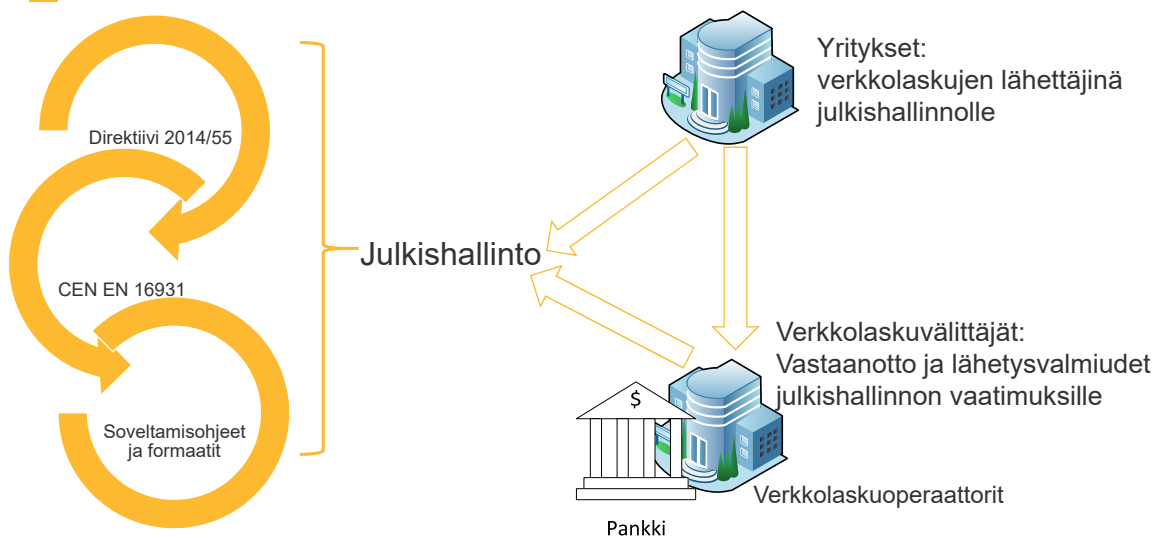 Direktiivi 2014/55
CEN EN 16931
Soveltamisohjeet
ja formaatit
Julkishallinto
Yritykset:
verkkolaskujen lähettäjinä
julkishallinnolle
Verkkolaskuvälittäjät:
Vastaanotto ja lähetysvalmiudet
julkishallinnon vaatimuksille
$
Verkkolaskuoperaattorit
Pankki